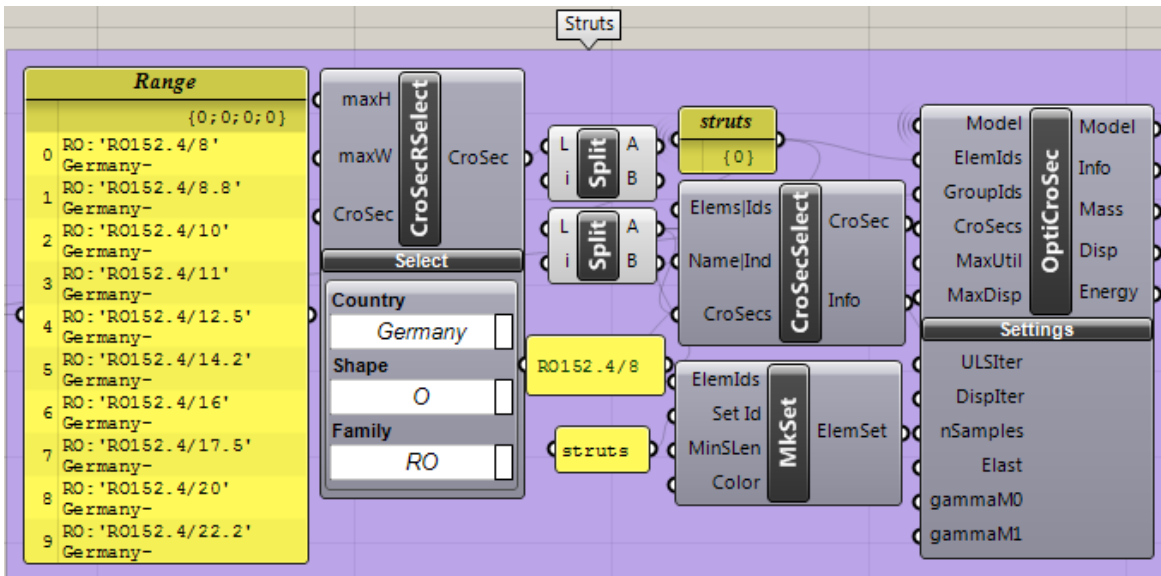 Struts
Range
{0;0;0;0}
0 RO:'RO152.4/8'
Germany-
1 RO:'RO152.4/8.8'
Germany-
2 RO:'RO152.4/10'
Germany-
3 RO:'RO152.4/11'
Germany-
4 RO:'RO152.4/12.5'
Germany-
5 RO:'RO152.4/14.2'
Germany-
6 RO:'RO152.4/16'
Germany-
7 RO:'RO152.4/17.5'
Germany-
8 RO:'RO152.4/20'
Germany-
9 RO:'RO152.4/22.2'
Germany-
maxH
maxW
CroSec
CroSecRSelect
CroSec
Select
Country
Germany
Shape
O
Family
RO
L
i
Split
A
B
L
i
Split
A
B
struts
{0}
Elems|Ids
Name|Ind
CroSecs
CroSecSelect
CroSec
Info
RO152.4/8
struts
ElemIds
Set Id
MinSLen
Color
MkSet
ElemSet
Model
ElemIds
GroupIds
CroSecs
MaxUtil
MaxDisp
OptiCroSec
Model
Info
Mass
Disp
Energy
Settings
ULSIter
DispIter
nSamples
Elast
gammaM0
gammaM1